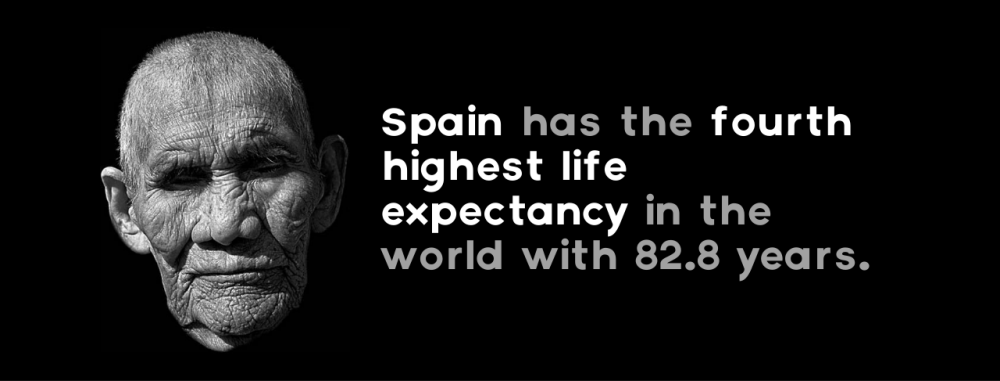 Spain has the fourth
highest life
expectancy in the
world with 82.8 years.